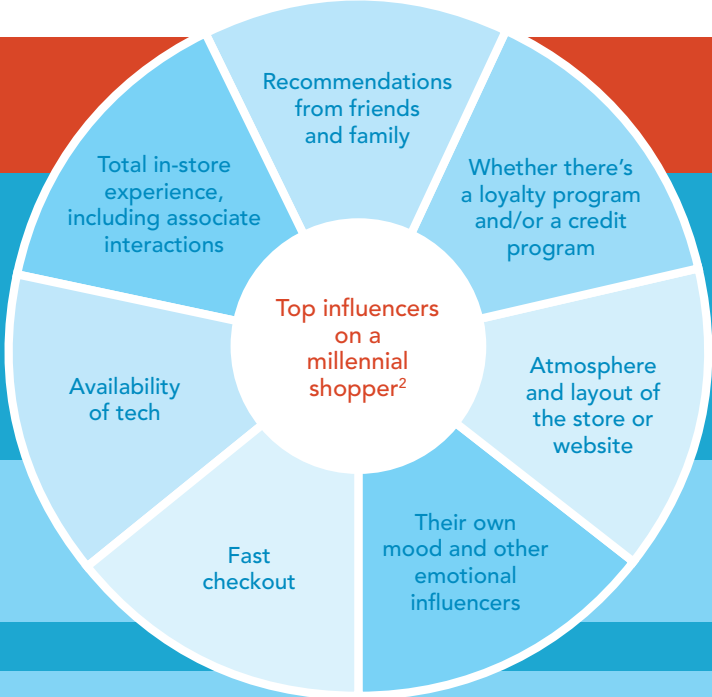 Recommendations
from friends
and family
Whether there's
a loyalty program
and/or a credit
program
Atmosphere
and layout of
the store or
website
Their own
mood and other
emotional
influencers
Fast
checkout
Availability
of tech
Total in-store
experience,
including associate
interactions
Top influencers
on a
millennial
shopper²